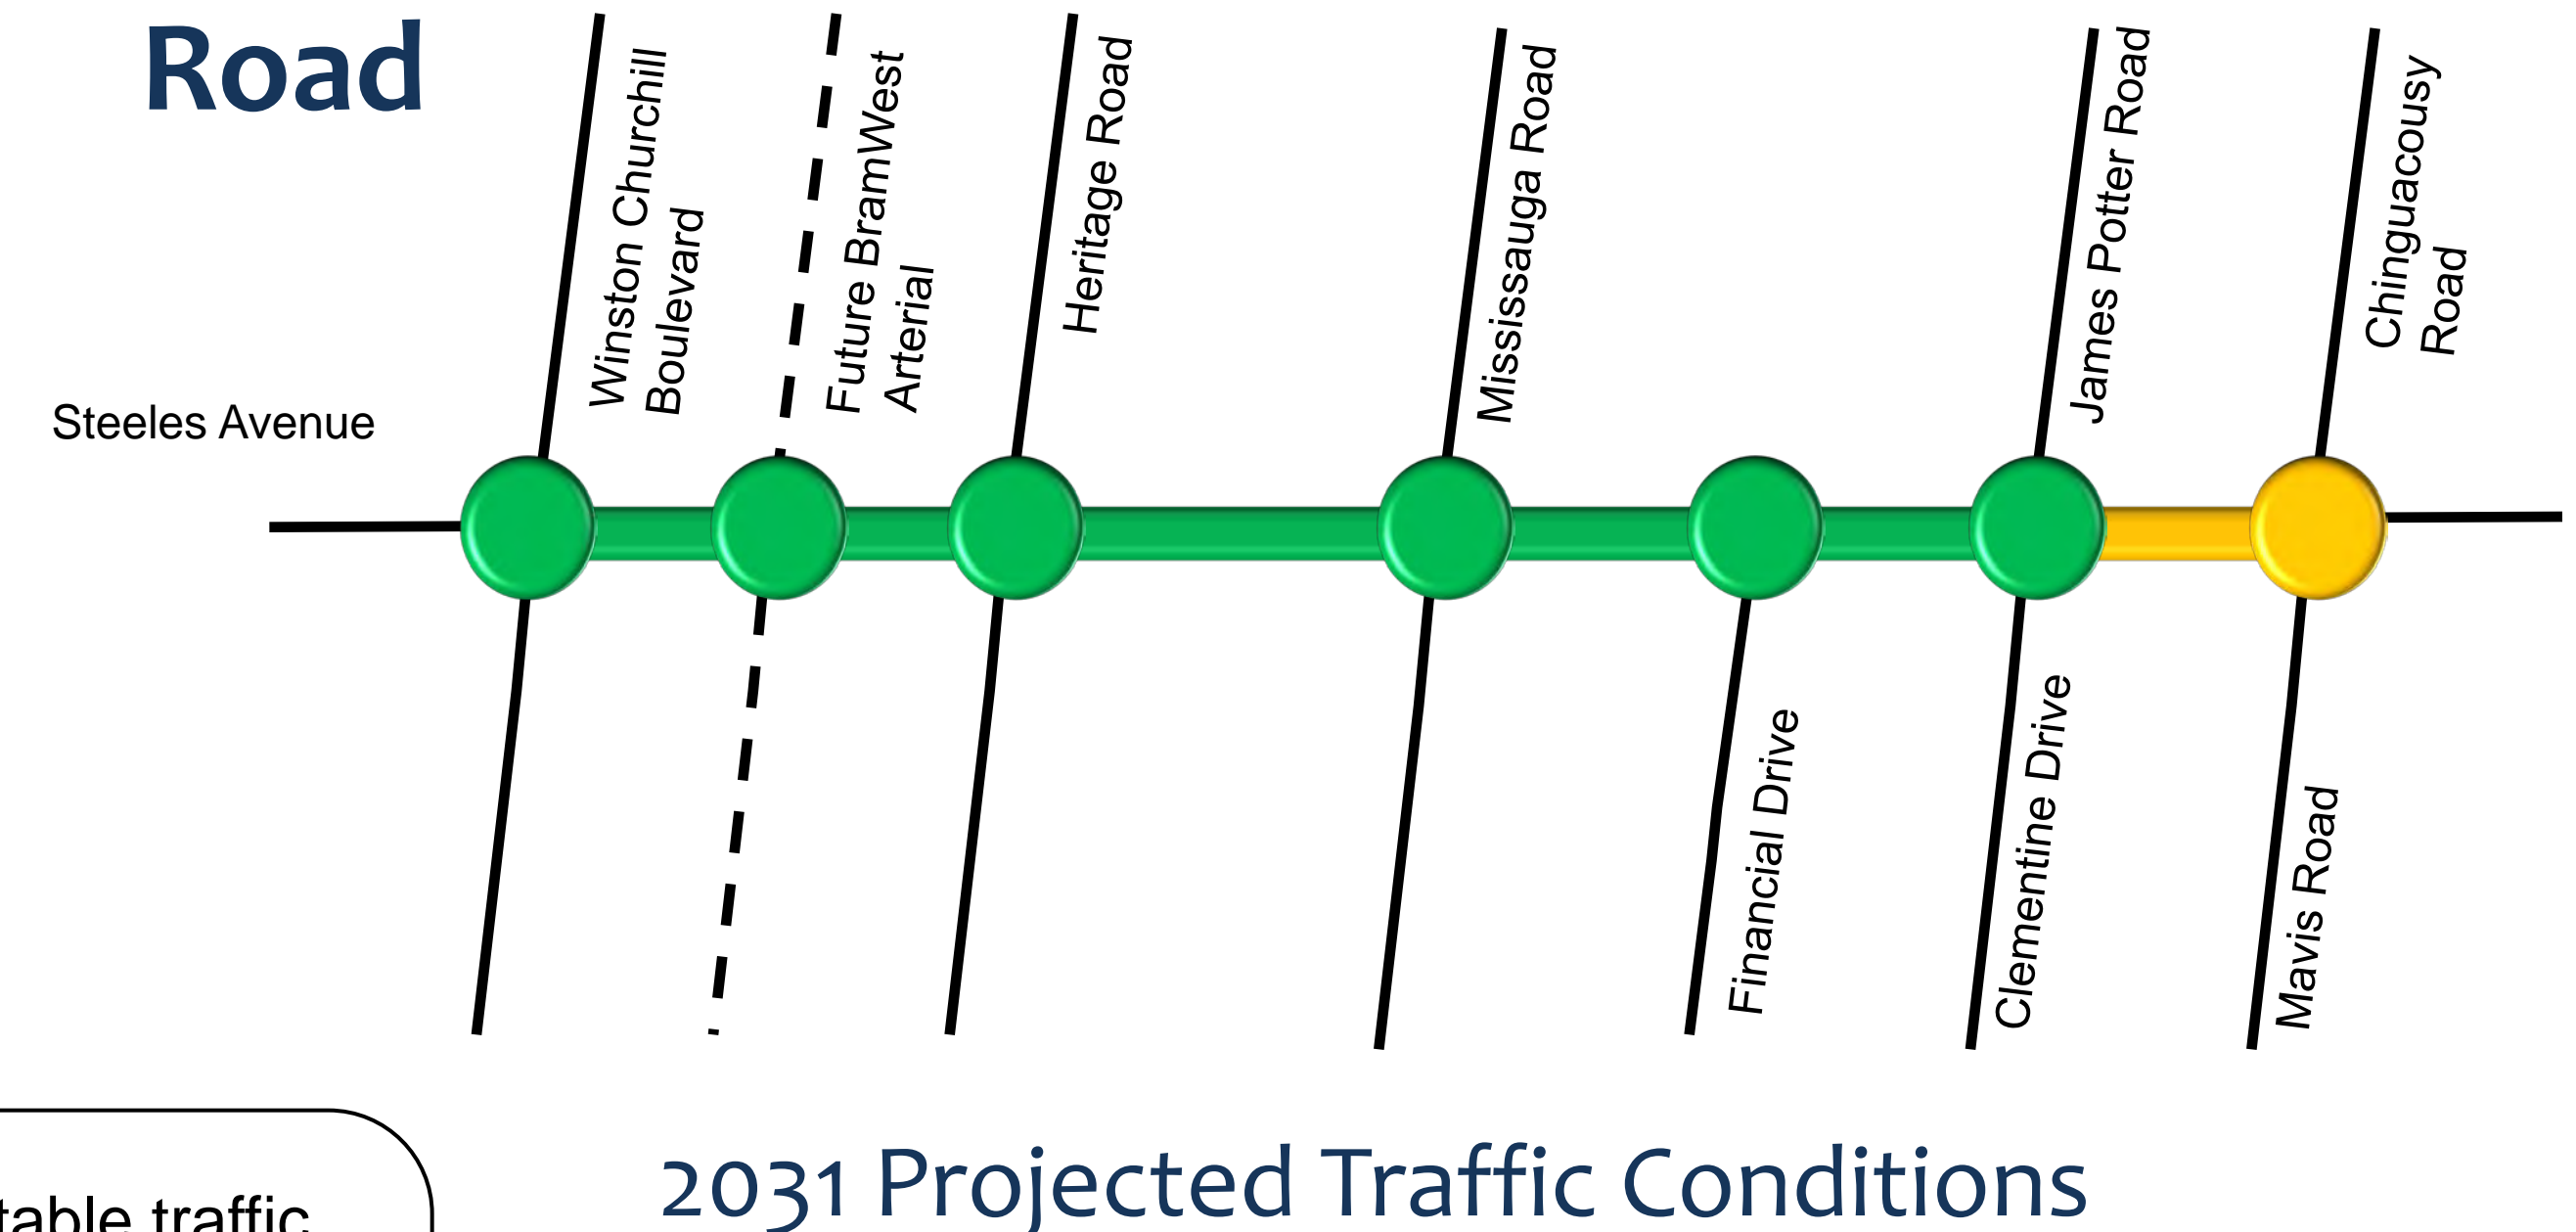 Road
Winston Churchill
Boulevard
Future BramWest
Arterial
Heritage Road
Mississauga Road
James Potter Road
Chinguacousy
Road
Steeles Avenue
Financial Drive
Clementine Drive
Mavis Road
2031 Projected Traffic Conditions
traffic